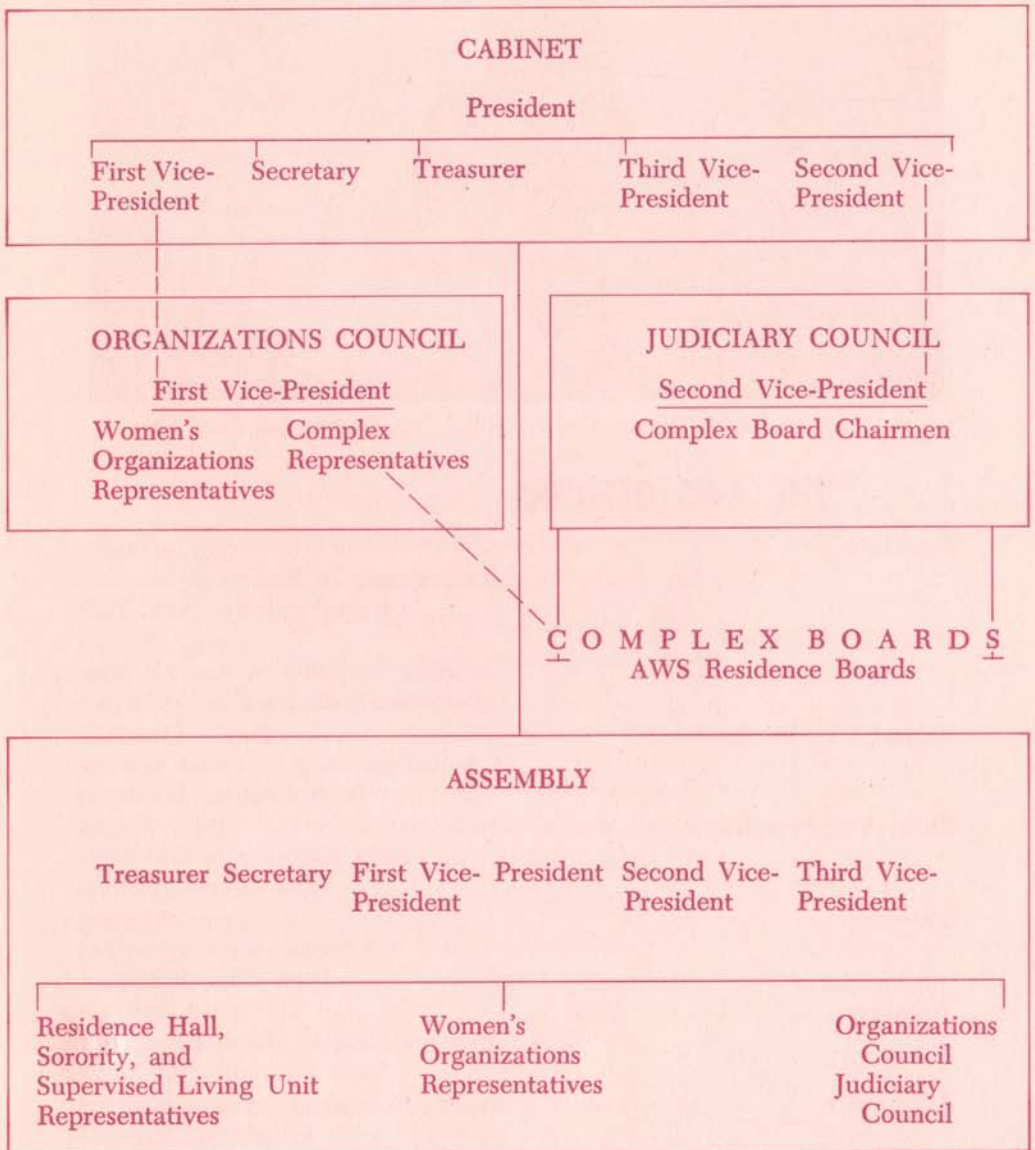 CABINET
President
First Vice-President
Secretary
Treasurer
Third Vice-President
Second Vice-President
ORGANIZATIONS COUNCIL
First Vice-President
Women's
Organizations
Representatives
Complex
Representatives
JUDICIARY COUNCIL
Second Vice-President
Complex Board Chairmen
COMPLEX BOARDS
AWS Residence Boards
ASSEMBLY
Treasurer
Secretary
First Vice-
President
President
Second Vice-
President
Third Vice-
President
Residence Hall,
Sorority, and
Supervised Living Unit
Representatives
Women's
Organizations
Representatives
Organizations
Council
Judiciary
Council